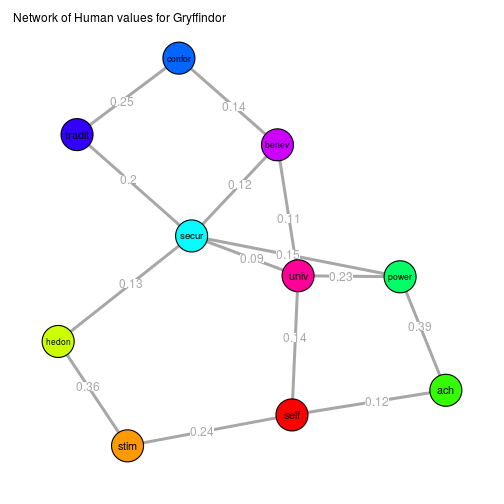 Network of Human values for Gryffindor
confor
0.25
0.14
tradit
benev
0.2
0.12
0.11
secur
0.15
0.09
univ
0.23
power
0.13
0.39
0.14
hedon
0.36
ach
0.12
self
0.24
stim